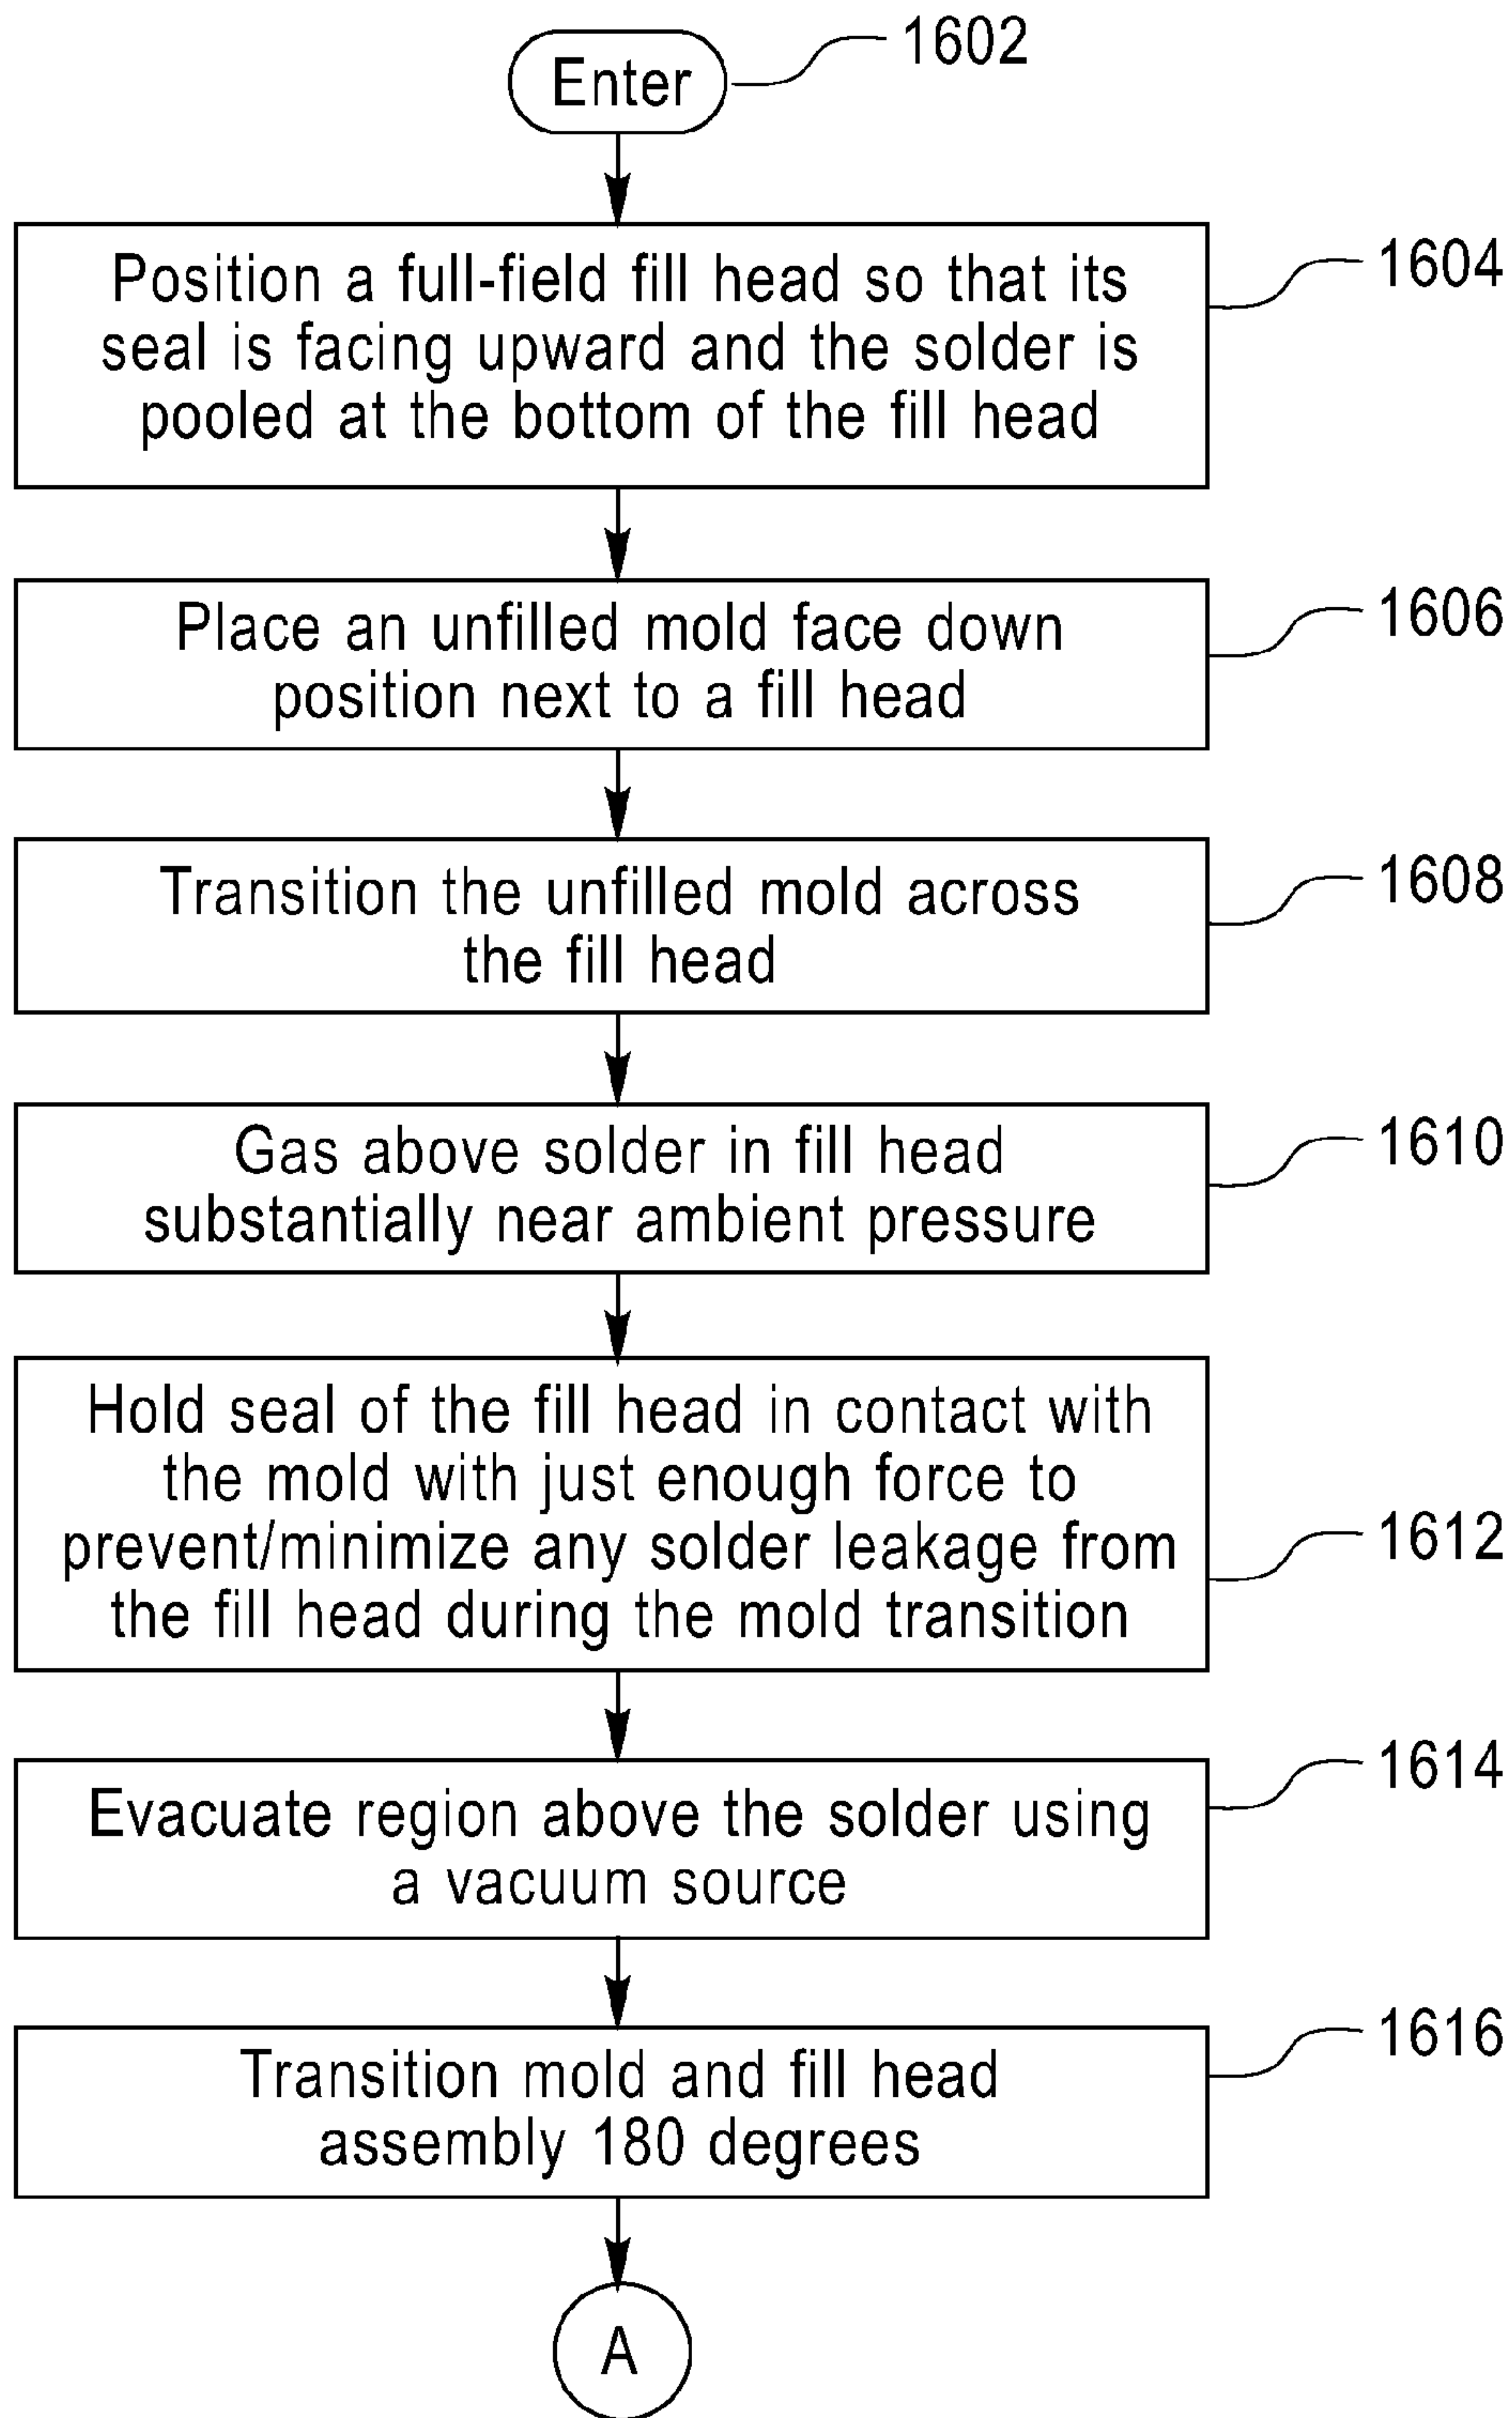 Enter
1602
Position a full-field fill head so that its
seal is facing upward and the solder is
pooled at the bottom of the fill head
1604
Place an unfilled mold face down
position next to a fill head
1606
Transition the unfilled mold across
the fill head
1608
Gas above solder in fill head
substantially near ambient pressure
1610
Hold seal of the fill head in contact with
the mold with just enough force to
prevent/minimize any solder leakage from
the fill head during the mold transition
1612
Evacuate region above the solder using
a vacuum source
1614
Transition mold and fill head
assembly 180 degrees
1616
A